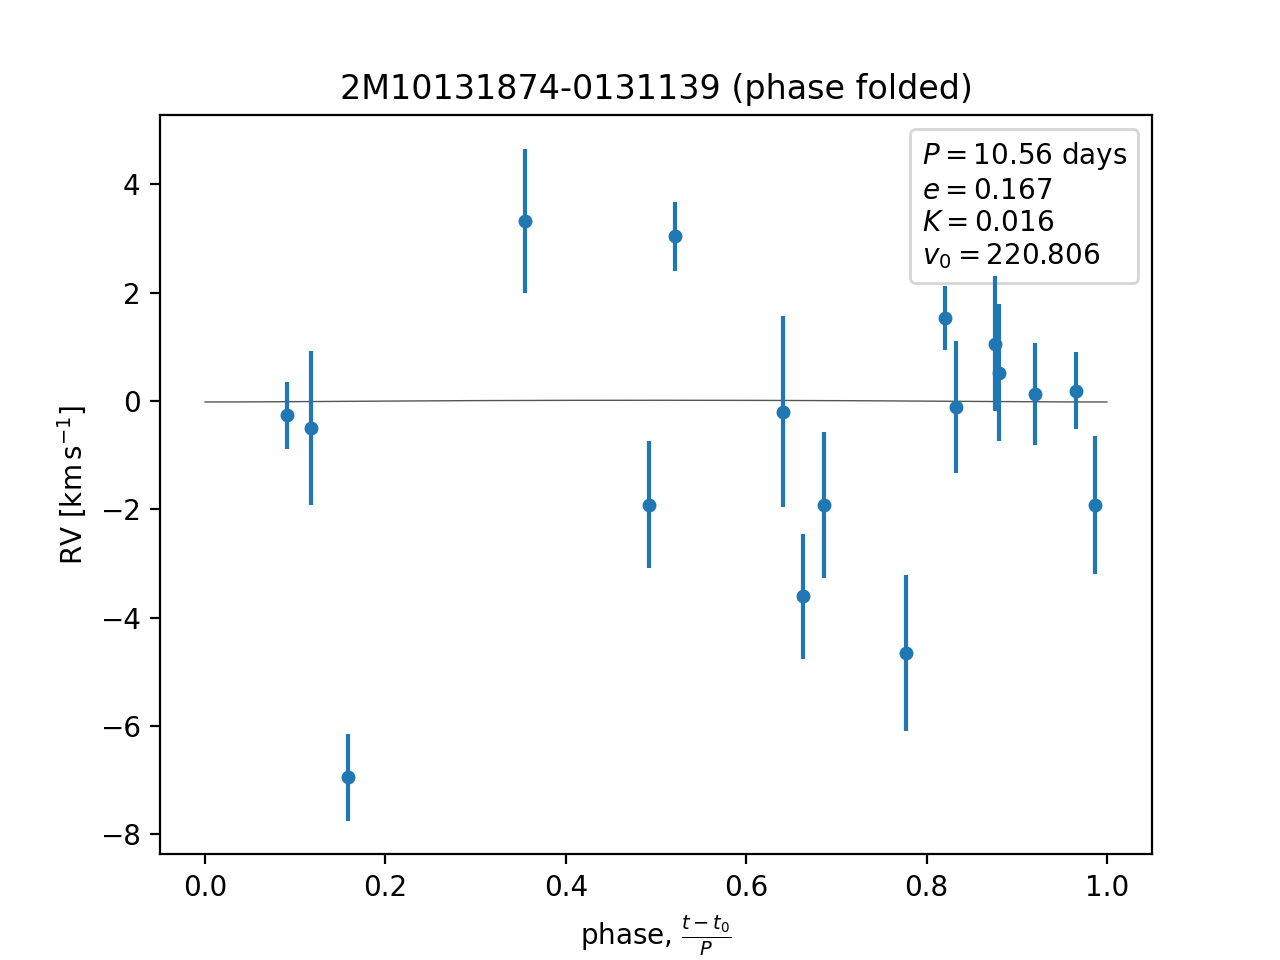 2M10131874-0131139 (phase folded)
P = 10.56 days
e = 0.167
K = 0.016
v₀ = 220.806
RV [km s⁻¹]
4
2
0
−2
−4
−6
−8
0.0 0.2 0.4 0.6 0.8 1.0
phase, (t − t₀)/P